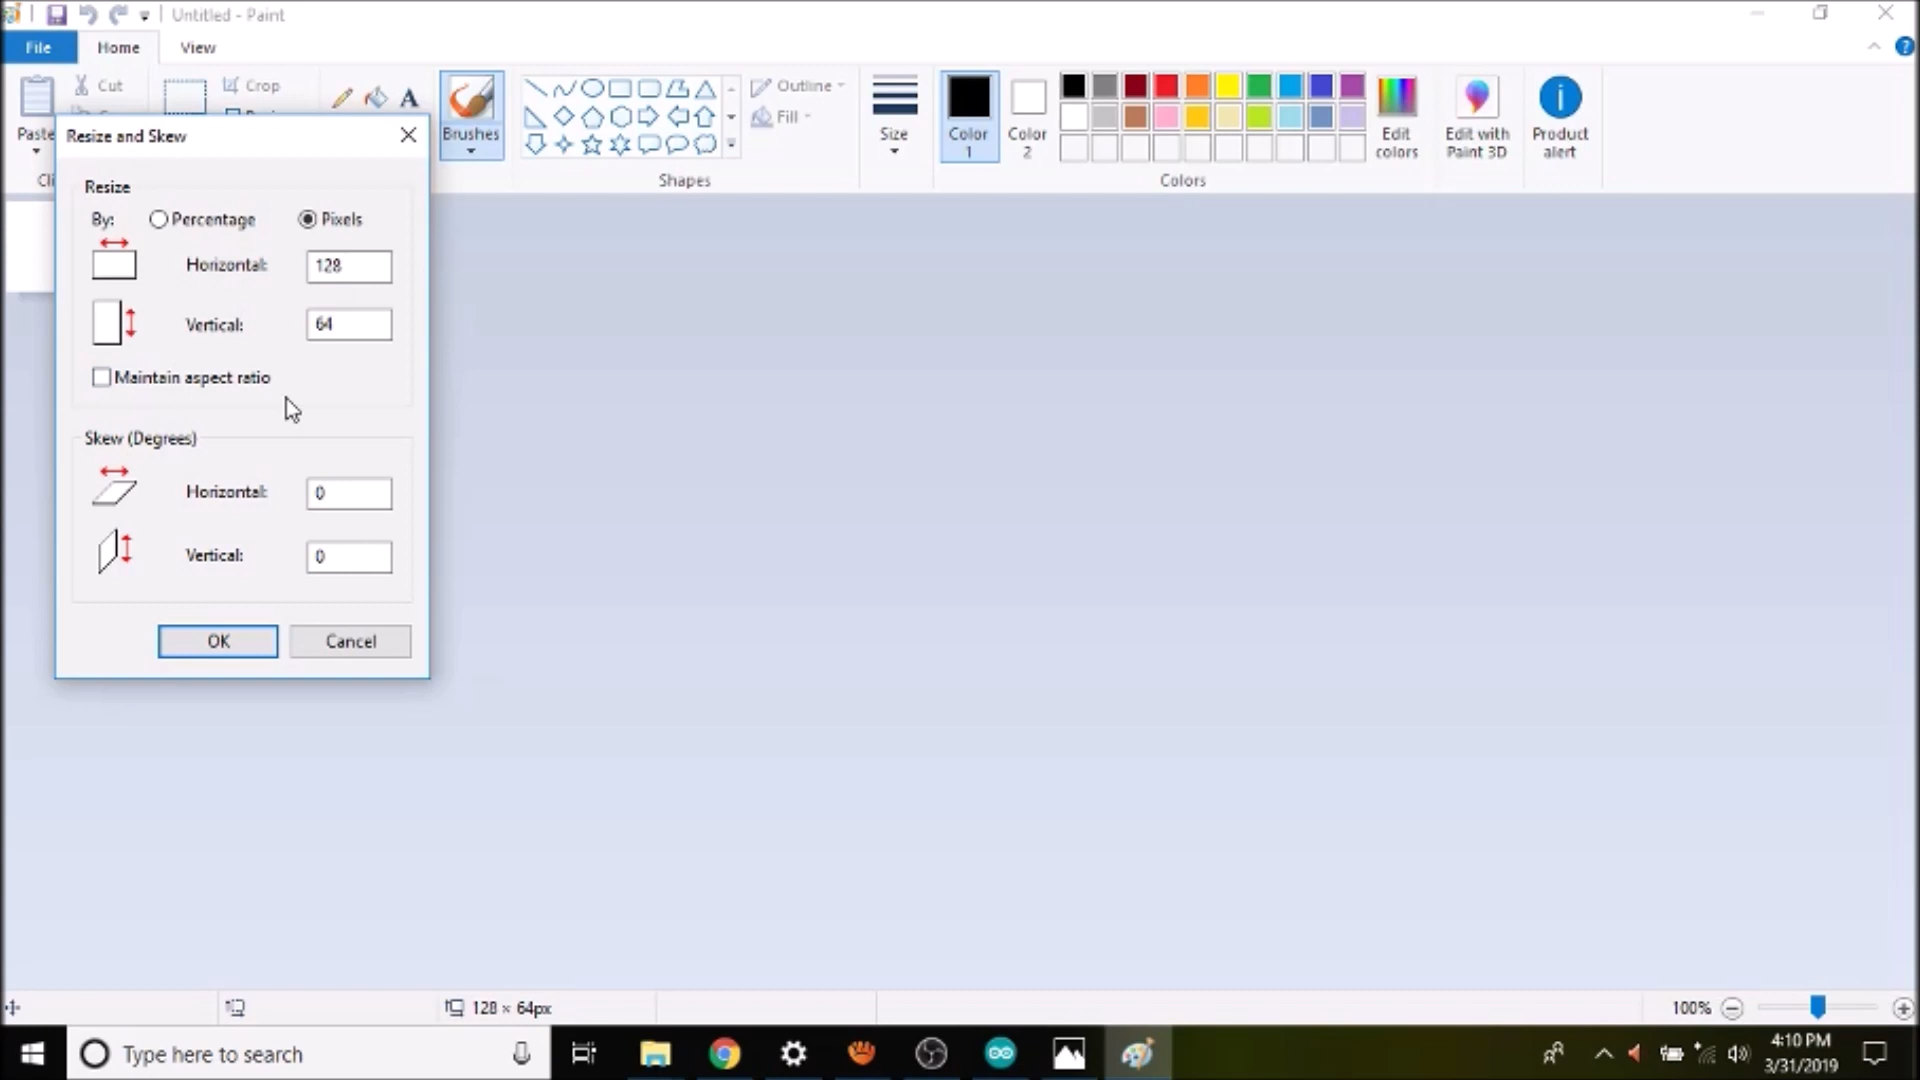 Untitled - Paint
File
Home
View
Paste
Cut
Crop
Brushes
Outline
Fill
Shapes
Size
Color 1
Color 2
Edit colors
Edit with Paint 3D
Product alert
Colors
Resize and Skew
Resize
By:
Percentage
Pixels
Horizontal:
128
Vertical:
64
Maintain aspect ratio
Skew (Degrees)
Horizontal:
0
Vertical:
0
OK
Cancel
128 × 64px
100%
Type here to search
4:10 PM
3/31/2019